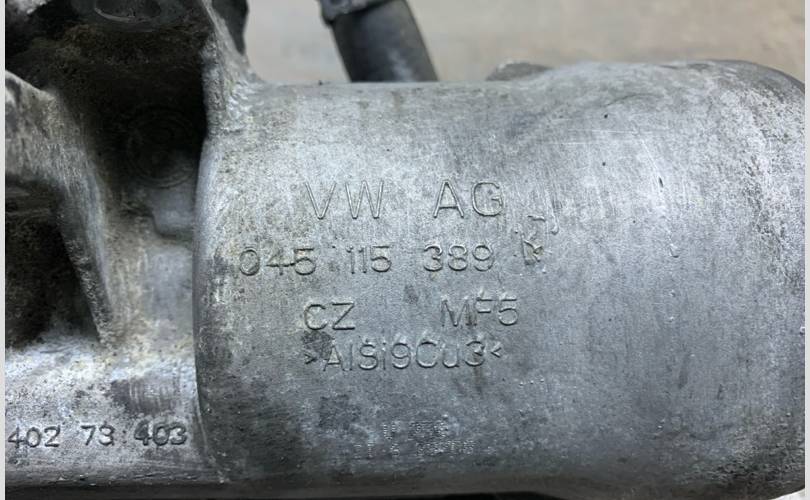 VW AG
045 115 389
CZ MF5
>AlSi9Cu3<
402 73 403